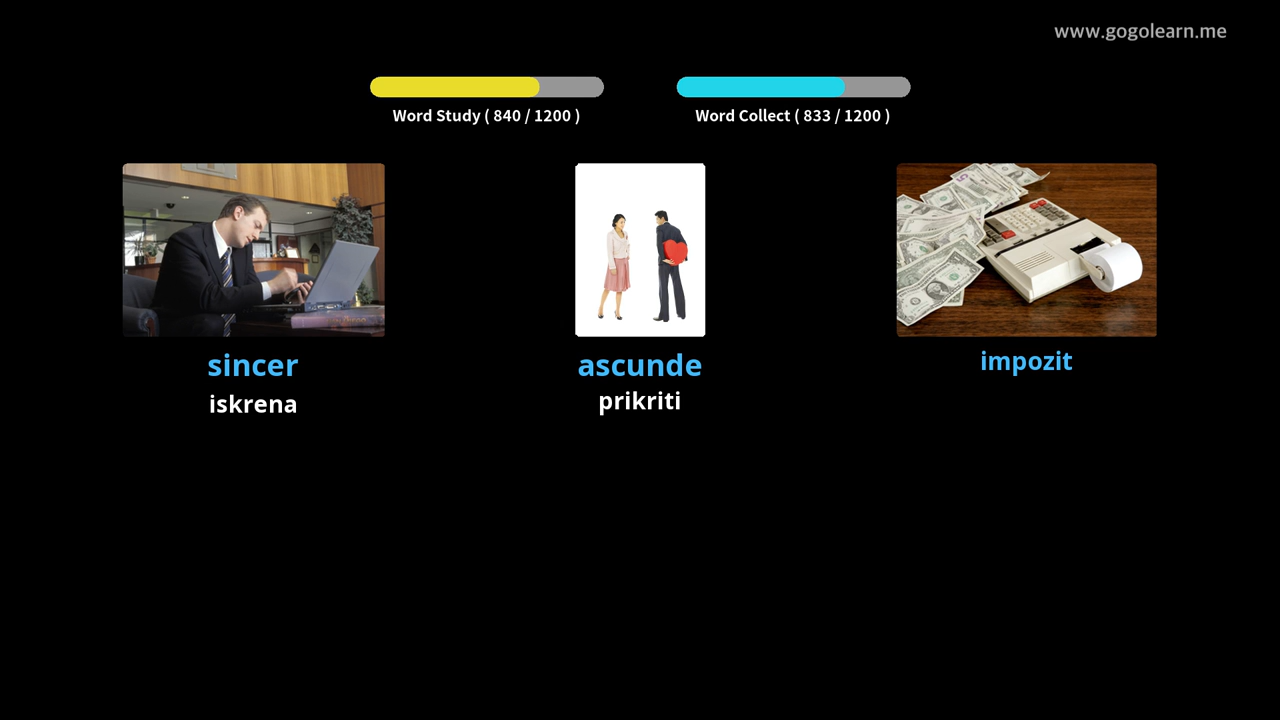 www.gogolearn.me
Word Study ( 840 / 1200 )
Word Collect ( 833 / 1200 )
sincer
iskrena
ascunde
prikriti
impozit